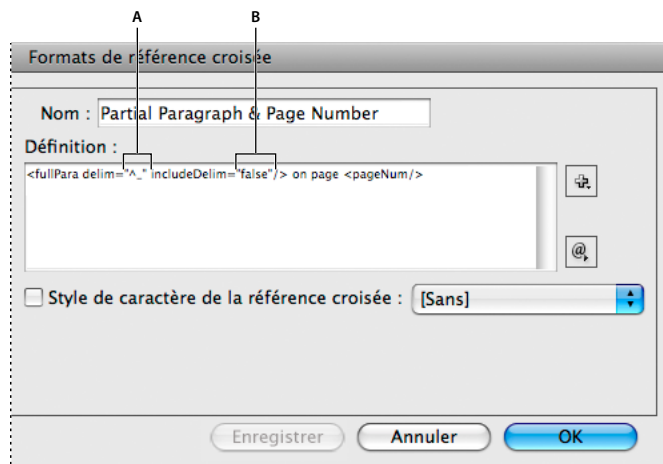 A B
Formats de référence croisée
Nom : Partial Paragraph & Page Number
Définition :
<fullPara delim="^_" includeDelim="false"/> on page <pageNum/>
@
Style de caractère de la référence croisée : [Sans]
Enregistrer Annuler OK